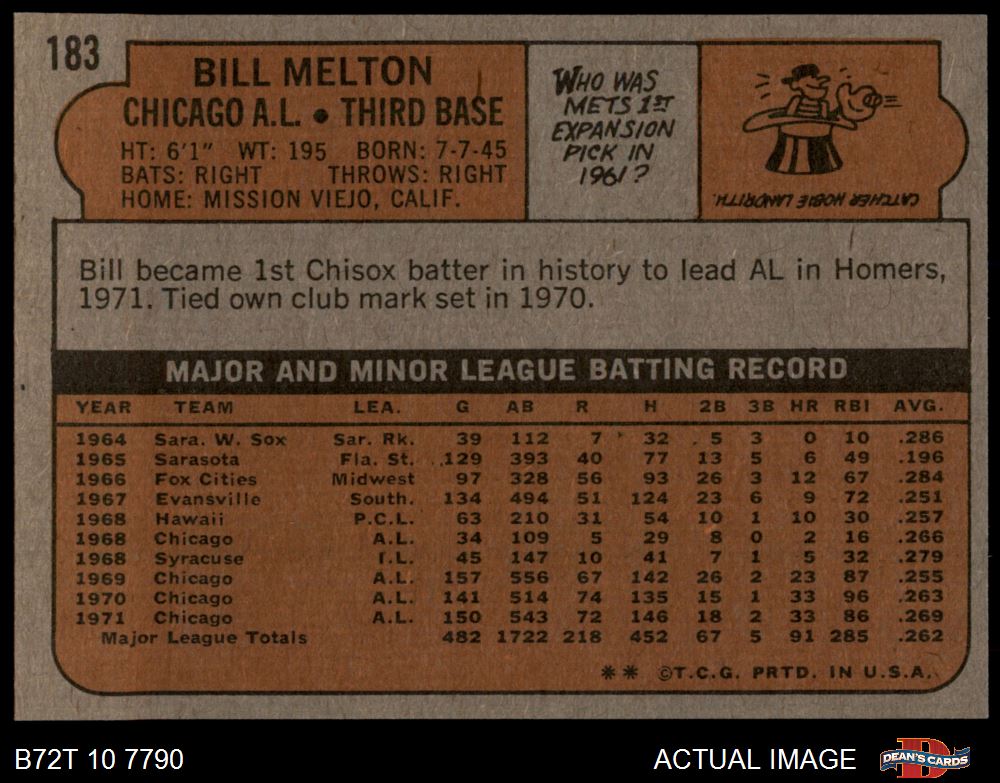 183
BILL MELTON
CHICAGO A.L. • THIRD BASE
HT: 6'1" WT: 195 BORN: 7-7-45
BATS: RIGHT THROWS: RIGHT
HOME: MISSION VIEJO, CALIF.
WHO WAS
METS 1ST
EXPANSION
PICK IN
1961?
CATCHER HOBIE LANDRITH.
Bill became 1st Chisox batter in history to lead AL in Homers,
1971. Tied own club mark set in 1970.
MAJOR AND MINOR LEAGUE BATTING RECORD
YEAR TEAM LEA. G AB R H 2B 3B HR RBI AVG.
1964 Sara. W. Sox Sar. Rk. 39 112 7 32 5 3 0 10 .286
1965 Sarasota Fla. St. 129 393 40 77 13 5 6 49 .196
1966 Fox Cities Midwest 97 328 56 93 26 3 12 67 .284
1967 Evansville South. 134 494 51 124 23 6 9 72 .251
1968 Hawaii P.C.L. 63 210 31 54 10 1 10 30 .257
1968 Chicago A.L. 34 109 5 29 8 0 2 16 .266
1968 Syracuse I.L. 45 147 10 41 7 1 5 32 .279
1969 Chicago A.L. 157 556 67 142 26 2 23 87 .255
1970 Chicago A.L. 141 514 74 135 15 1 33 96 .263
1971 Chicago A.L. 150 543 72 146 18 2 33 86 .269
Major League Totals 482 1722 218 452 67 5 91 285 .262
** ©T.C.G. PRTD. IN U.S.A.
B72T 10 7790
ACTUAL IMAGE
D
DEAN'S CARDS